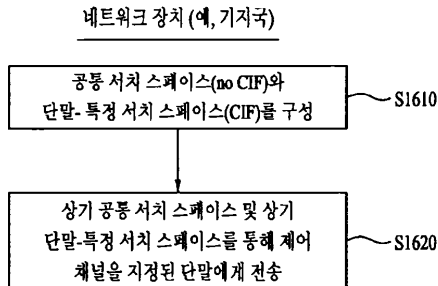 네트워크 장치 (예, 기지국)
공통 서치 스페이스(no CIF)와
단말- 특정 서치 스페이스(CIF)를 구성
S1610
상기 공통 서치 스페이스 및 상기
단말-특정 서치 스페이스를 통해 제어
채널을 지정된 단말에게 전송
S1620